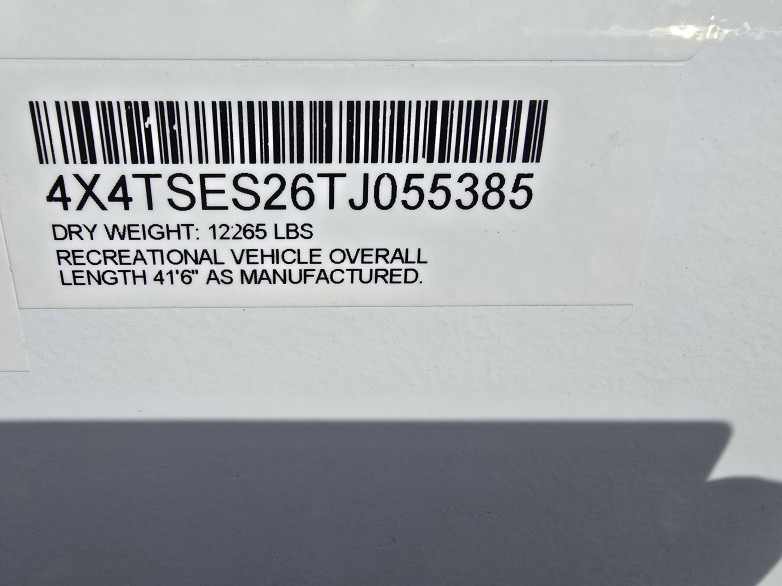 4X4TSES26TJ055385
DRY WEIGHT: 12265 LBS
RECREATIONAL VEHICLE OVERALL
LENGTH 41'6" AS MANUFACTURED.